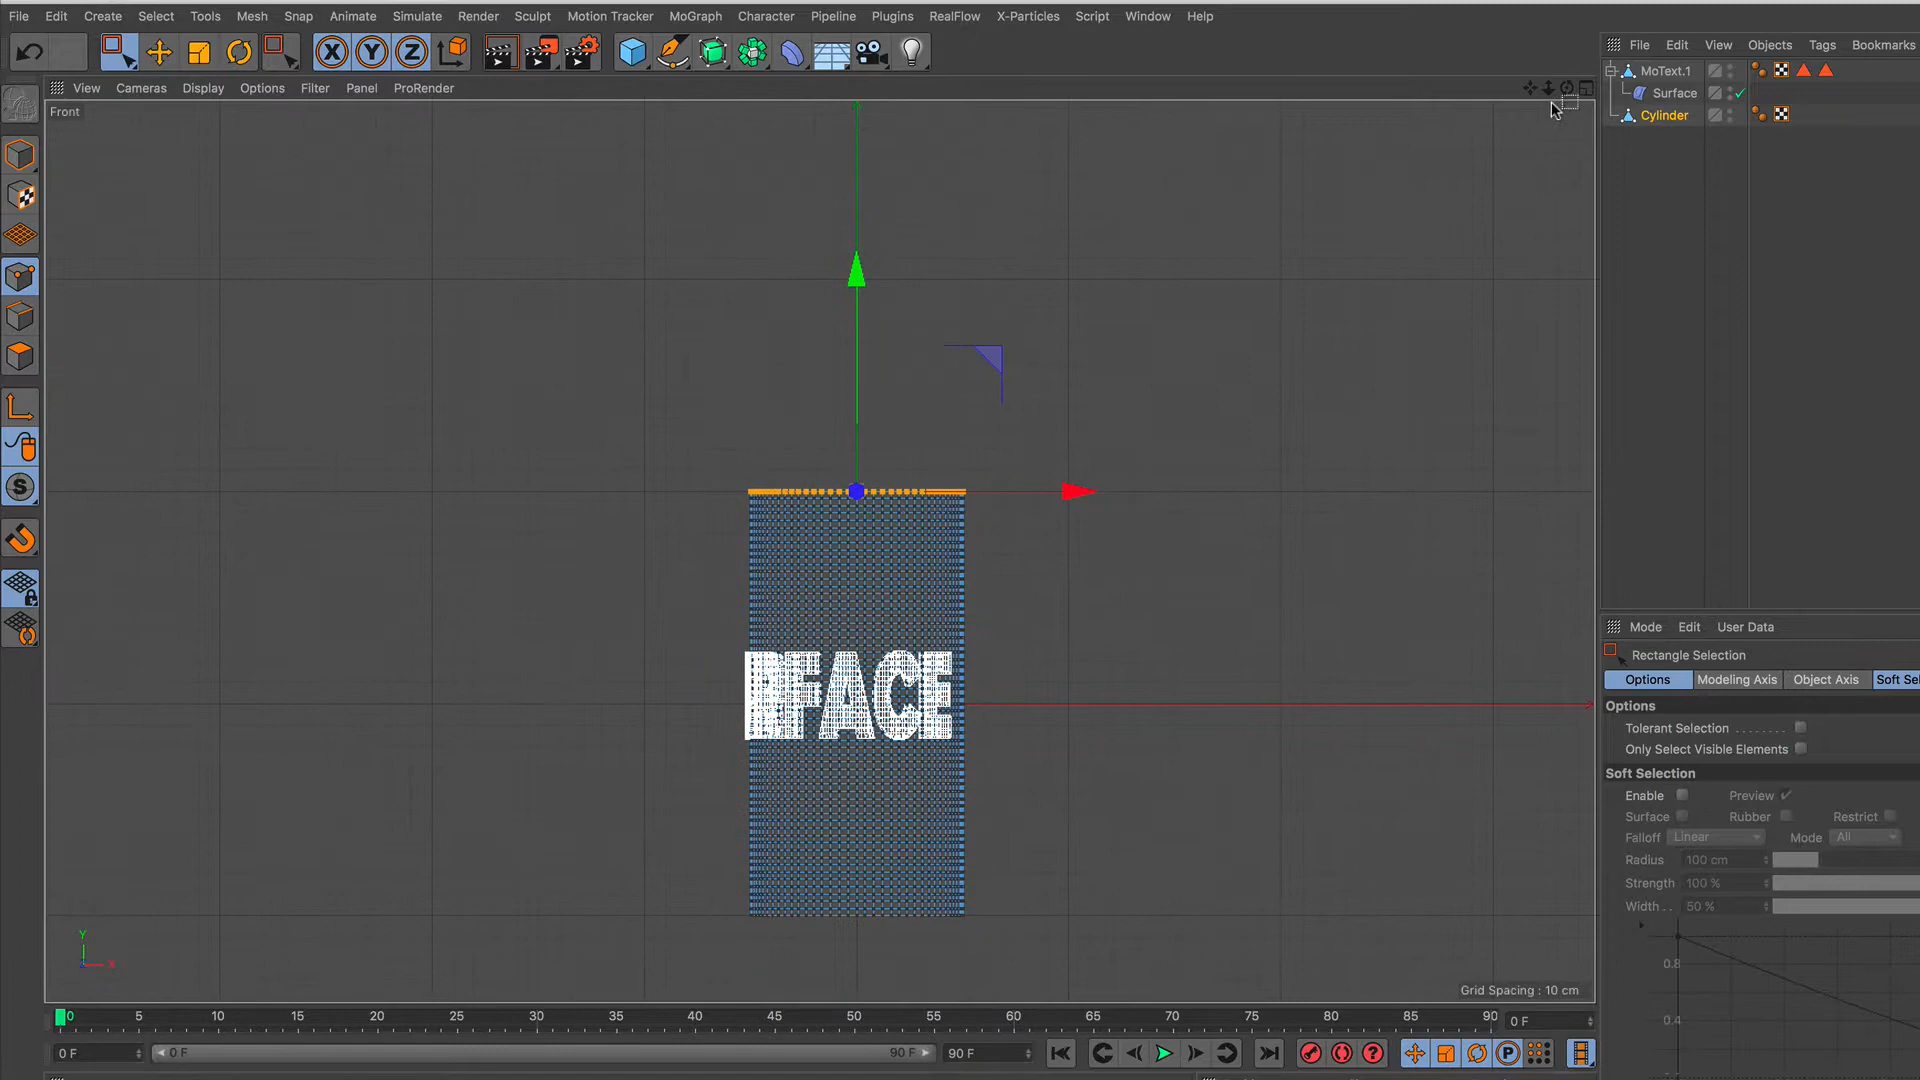 File Edit Create Select Tools Mesh Snap Animate Simulate Render Sculpt Motion Tracker MoGraph Character Pipeline Plugins RealFlow X-Particles Script Window Help
X Y Z
File Edit View Objects Tags Bookmarks
MoText.1
Surface
Cylinder
View Cameras Display Options Filter Panel ProRender
Front
S
FACE
Y
X
Grid Spacing : 10 cm
Mode Edit User Data
Rectangle Selection
Options Modeling Axis Object Axis Soft Sel
Options
Tolerant Selection . . . . . . . .
Only Select Visible Elements
Soft Selection
Enable Preview
Surface Rubber Restrict
Falloff Linear Mode All
Radius 100 cm
Strength 100 %
Width . . 50 %
0.8
0.4
0 5 10 15 20 25 30 35 40 45 50 55 60 65 70 75 80 85 90 0 F
0 F 0 F 90 F 90 F
? P